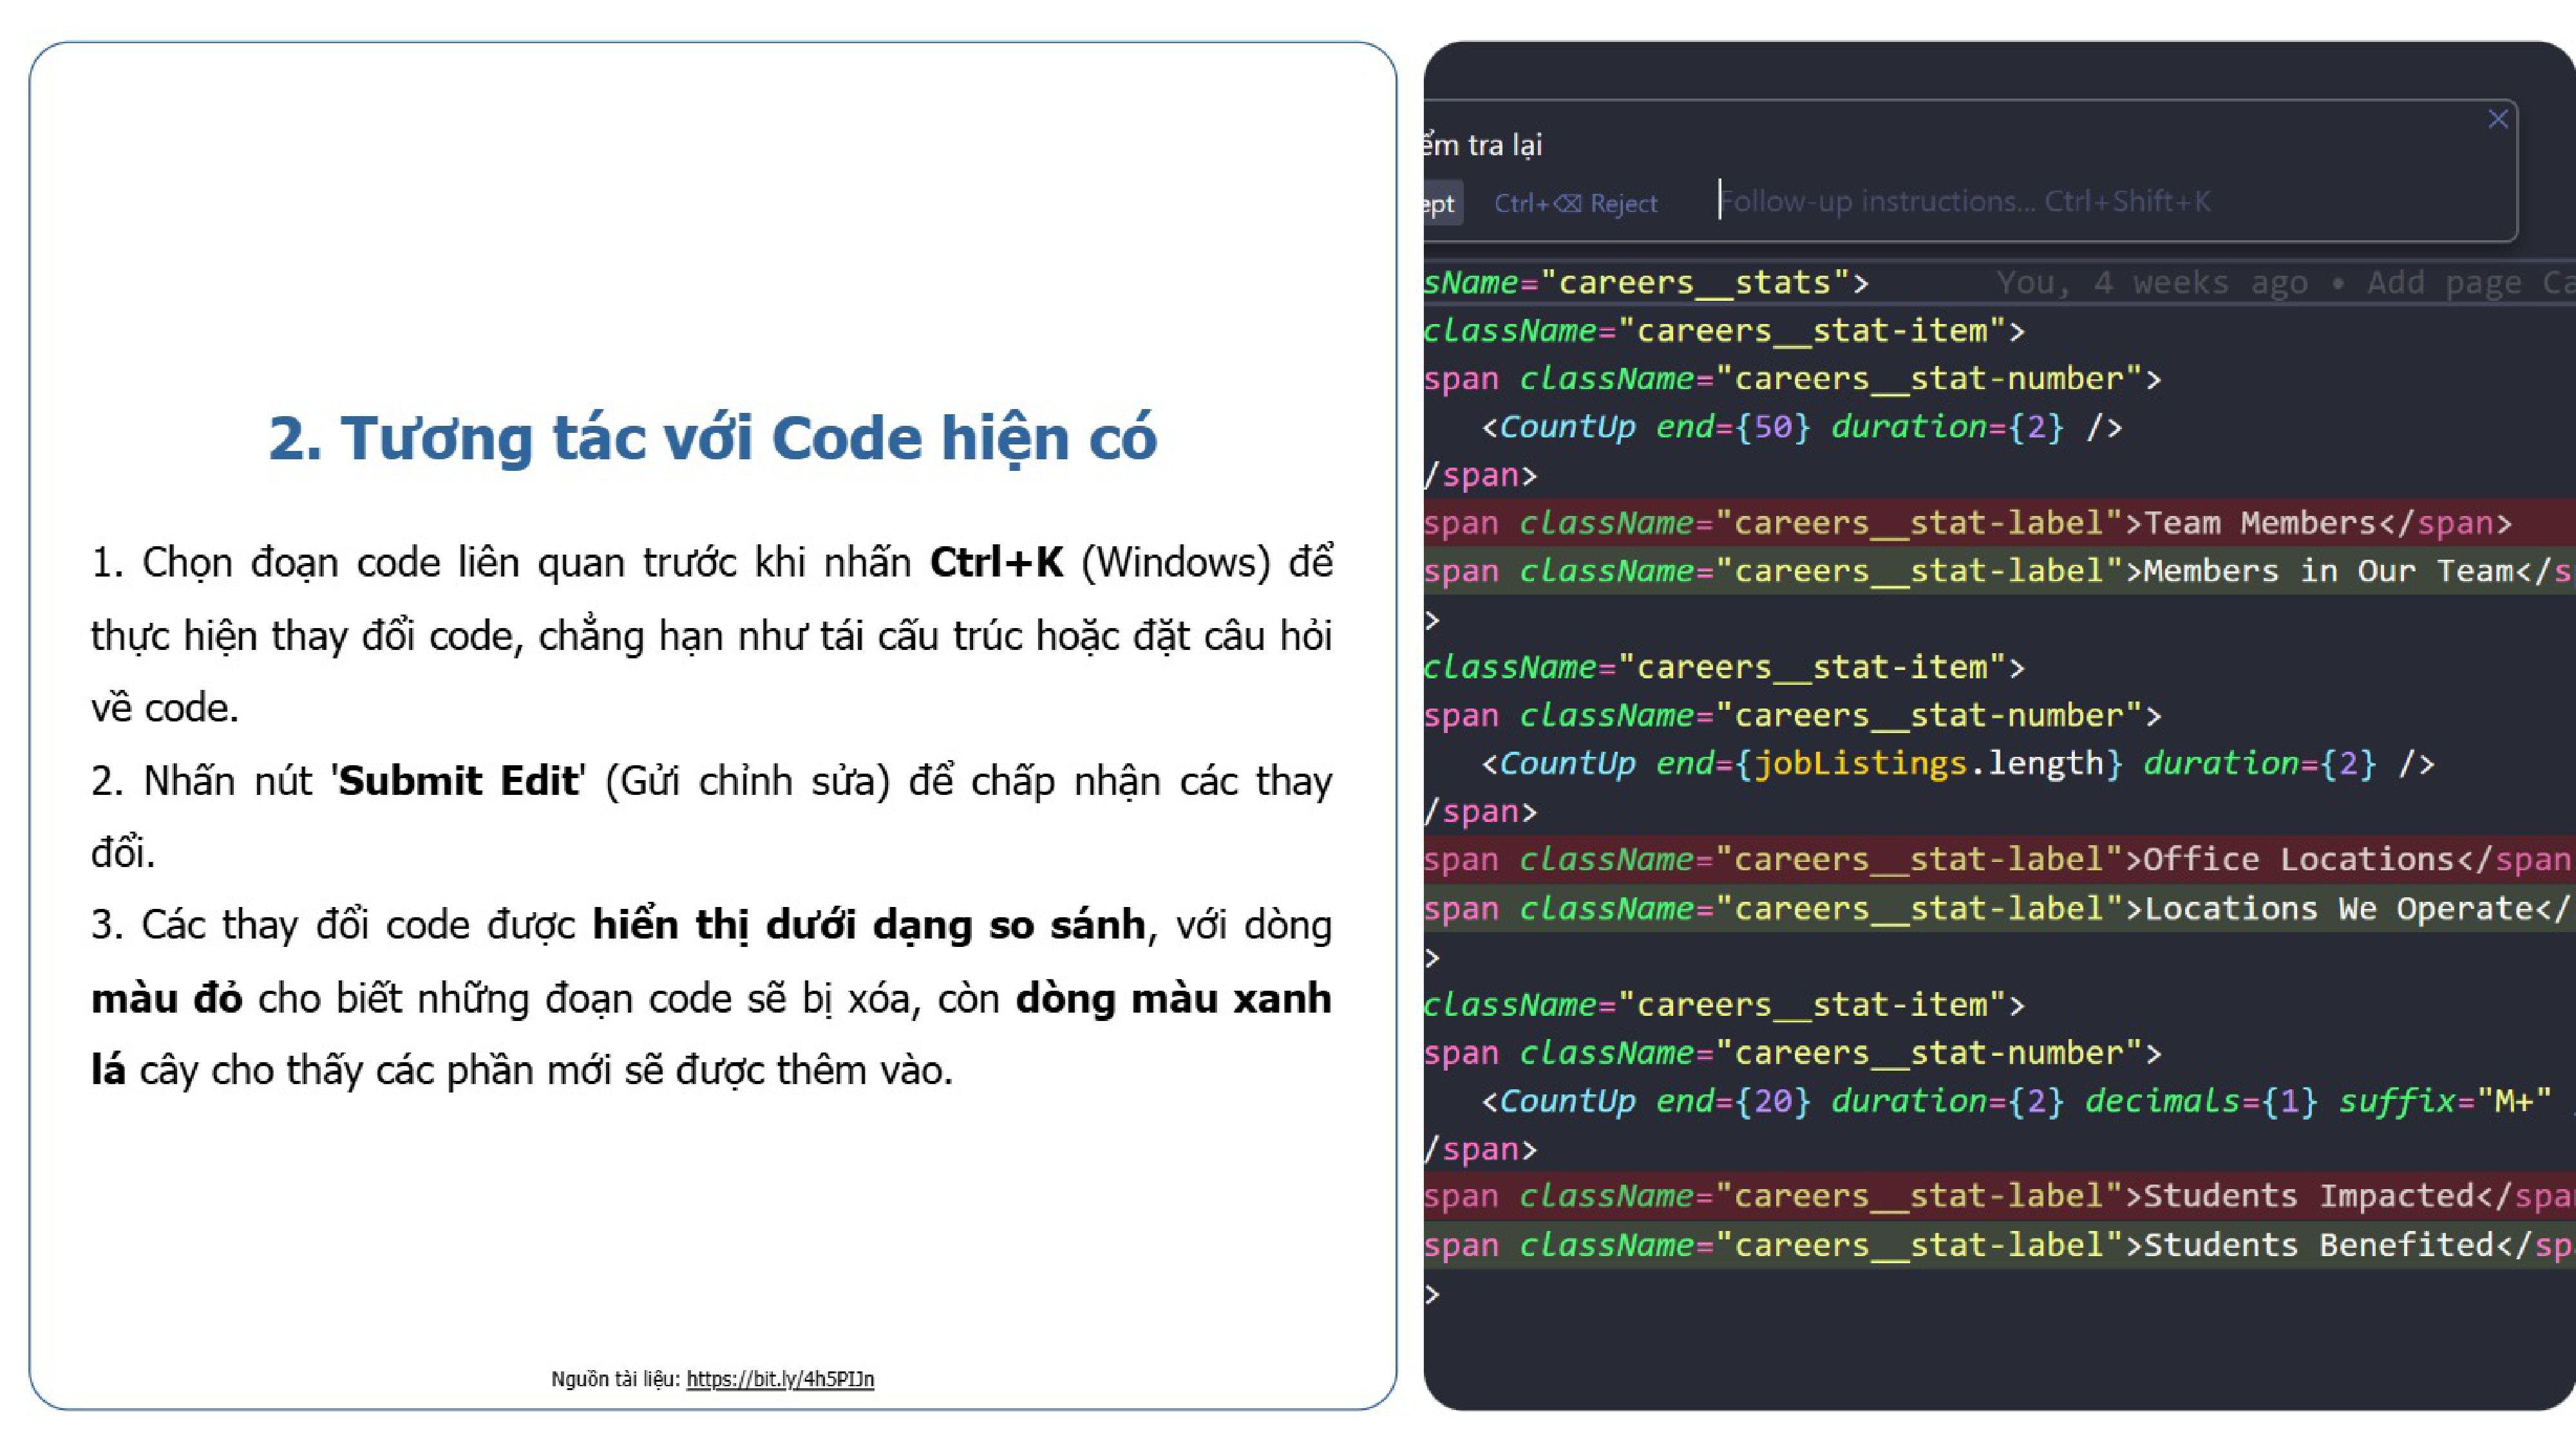 2. Tương tác với Code hiện có
1. Chọn đoạn code liên quan trước khi nhấn Ctrl+K (Windows) để
thực hiện thay đổi code, chẳng hạn như tái cấu trúc hoặc đặt câu hỏi
về code.
2. Nhấn nút 'Submit Edit' (Gửi chỉnh sửa) để chấp nhận các thay
đổi.
3. Các thay đổi code được hiển thị dưới dạng so sánh, với dòng
màu đỏ cho biết những đoạn code sẽ bị xóa, còn dòng màu xanh
lá cây cho thấy các phần mới sẽ được thêm vào.
Nguồn tài liệu: https://bit.ly/4h5PIJn
ểm tra lại
ept Ctrl+⌫ Reject Follow-up instructions... Ctrl+Shift+K
sName="careers__stats"> You, 4 weeks ago • Add page Ca
className="careers__stat-item">
span className="careers__stat-number">
<CountUp end={50} duration={2} />
/span>
span className="careers__stat-label">Team Members</span>
span className="careers__stat-label">Members in Our Team</s
>
className="careers__stat-item">
span className="careers__stat-number">
<CountUp end={jobListings.length} duration={2} />
/span>
span className="careers__stat-label">Office Locations</span
span className="careers__stat-label">Locations We Operate</
>
className="careers__stat-item">
span className="careers__stat-number">
<CountUp end={20} duration={2} decimals={1} suffix="M+"
/span>
span className="careers__stat-label">Students Impacted</spa
span className="careers__stat-label">Students Benefited</sp
>